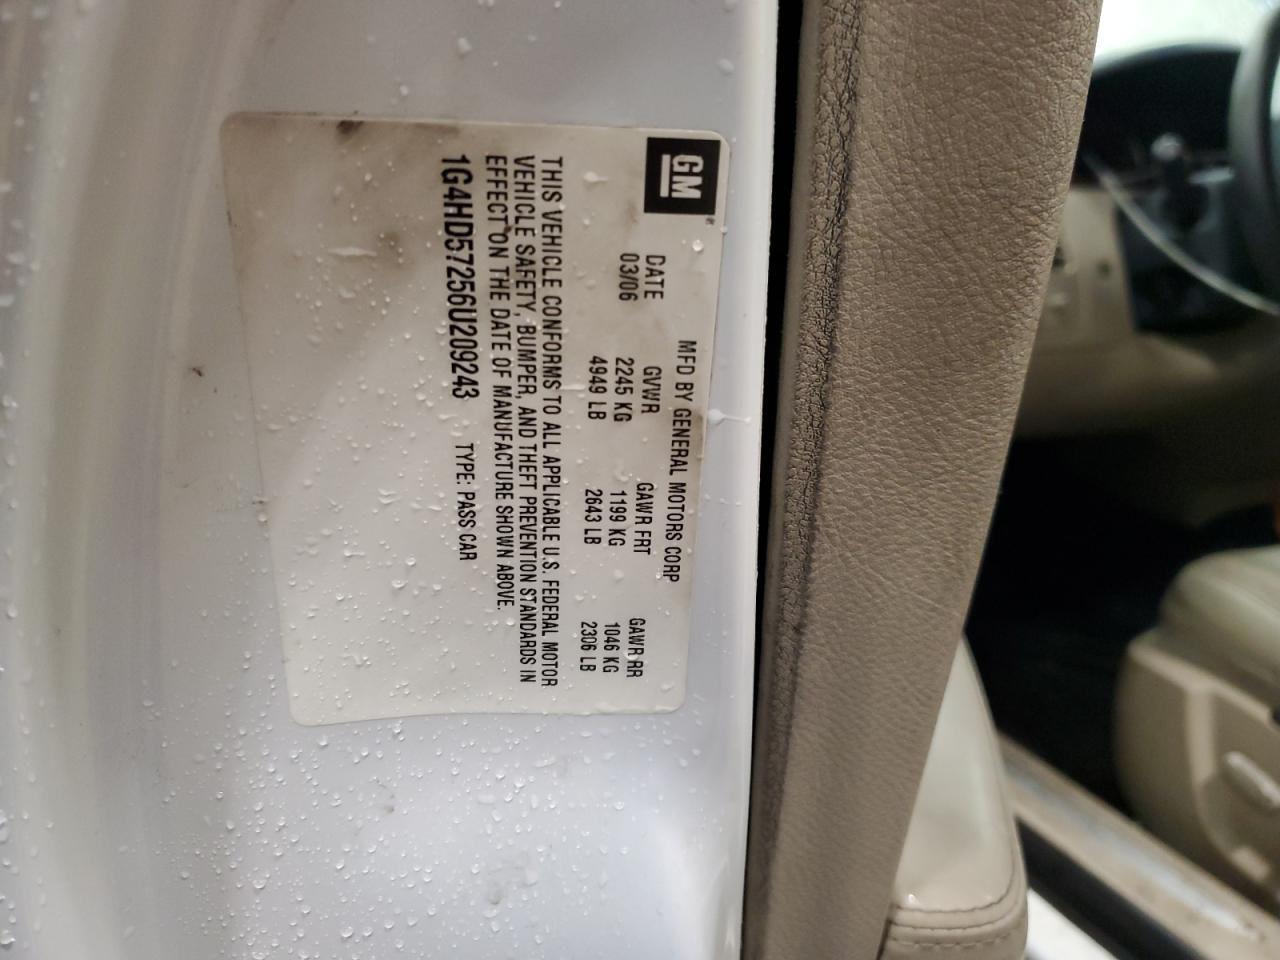 GM
MFD BY GENERAL MOTORS CORP
DATE GVWR GAWR FRT GAWR RR
03/06 2245 KG 1199 KG 1046 KG
4949 LB 2643 LB 2306 LB
THIS VEHICLE CONFORMS TO ALL APPLICABLE U.S. FEDERAL MOTOR
VEHICLE SAFETY, BUMPER, AND THEFT PREVENTION STANDARDS IN
EFFECT ON THE DATE OF MANUFACTURE SHOWN ABOVE.
1G4HD57256U209243 TYPE: PASS CAR